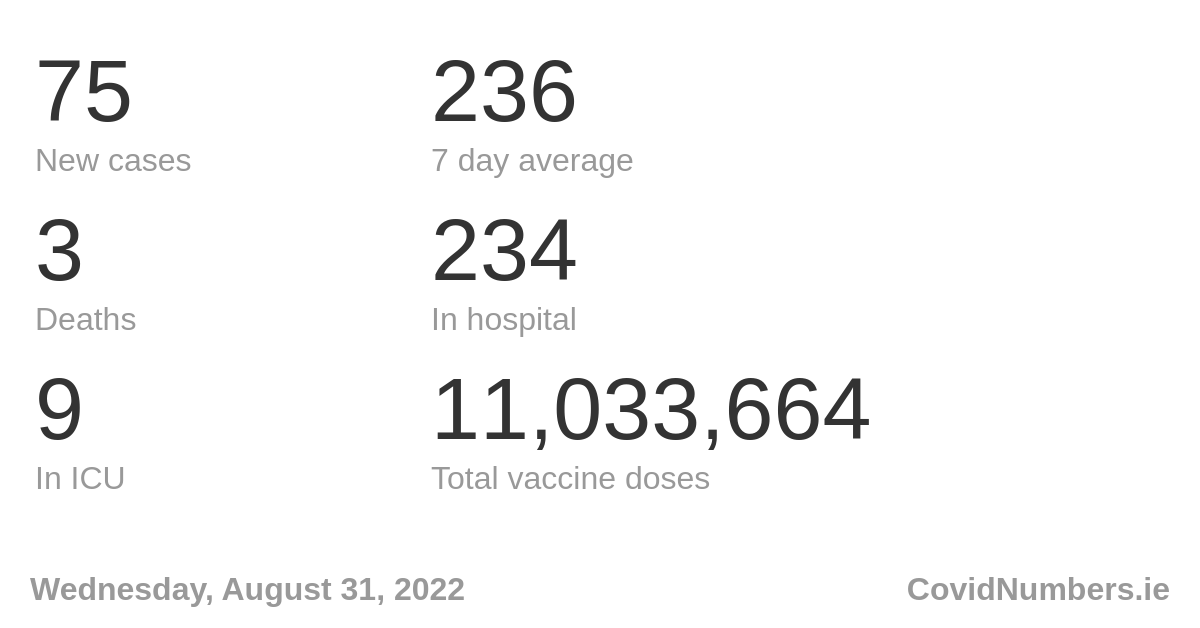 75 236
New cases 7 day average
3 234
Deaths In hospital
9 11,033,664
In ICU Total vaccine doses
Wednesday, August 31, 2022 CovidNumbers.ie